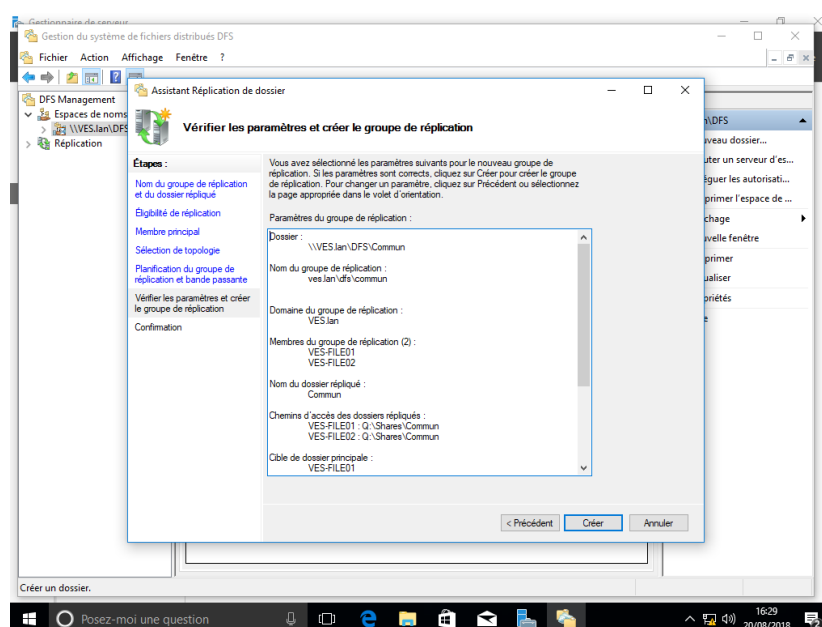 Gestionnaire de serveur
Gestion du système de fichiers distribués DFS
Fichier Action Affichage Fenêtre ?
DFS Management
Espaces de noms
\\VES.lan\DFS
Réplication
Assistant Réplication de dossier
Vérifier les paramètres et créer le groupe de réplication
Étapes :
Nom du groupe de réplication
et du dossier répliqué
Éligibilité de réplication
Membre principal
Sélection de topologie
Planification du groupe de
réplication et bande passante
Vérifier les paramètres et créer
le groupe de réplication
Confirmation
Vous avez sélectionné les paramètres suivants pour le nouveau groupe de
réplication. Si les paramètres sont corrects, cliquez sur Créer pour créer le groupe
de réplication. Pour changer un paramètre, cliquez sur Précédent ou sélectionnez
la page appropriée dans le volet d'orientation.
Paramètres du groupe de réplication :
Dossier :
\\VES.lan\DFS\Commun
Nom du groupe de réplication :
ves.lan\dfs\commun
Domaine du groupe de réplication :
VES.lan
Membres du groupe de réplication (2) :
VES-FILE01
VES-FILE02
Nom du dossier répliqué :
Commun
Chemins d'accès des dossiers répliqués :
VES-FILE01 : Q:\Shares\Commun
VES-FILE02 : Q:\Shares\Commun
Cible de dossier principale :
VES-FILE01
< Précédent Créer Annuler
n\DFS
uveau dossier...
uter un serveur d'es...
éguer les autorisati...
primer l'espace de ...
chage
uvelle fenêtre
primer
ualiser
priétés
e
Créer un dossier.
Posez-moi une question
16:29
20/08/2018
2